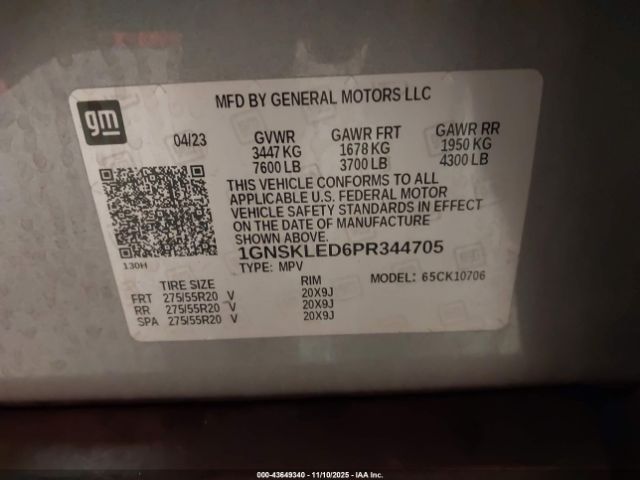 MFD BY GENERAL MOTORS LLC
gm
04/23 GVWR GAWR FRT GAWR RR
3447 KG 1678 KG 1950 KG
7600 LB 3700 LB 4300 LB
THIS VEHICLE CONFORMS TO ALL
APPLICABLE U.S. FEDERAL MOTOR
VEHICLE SAFETY STANDARDS IN EFFECT
ON THE DATE OF MANUFACTURE
SHOWN ABOVE.
1GNSKLED6PR344705
130H
TYPE: MPV MODEL: 65CK10706
TIRE SIZE RIM
FRT 275/55R20 V 20X9J
RR 275/55R20 V 20X9J
SPA 275/55R20 V 20X9J
000-43649340 - 11/10/2025 - IAA Inc.